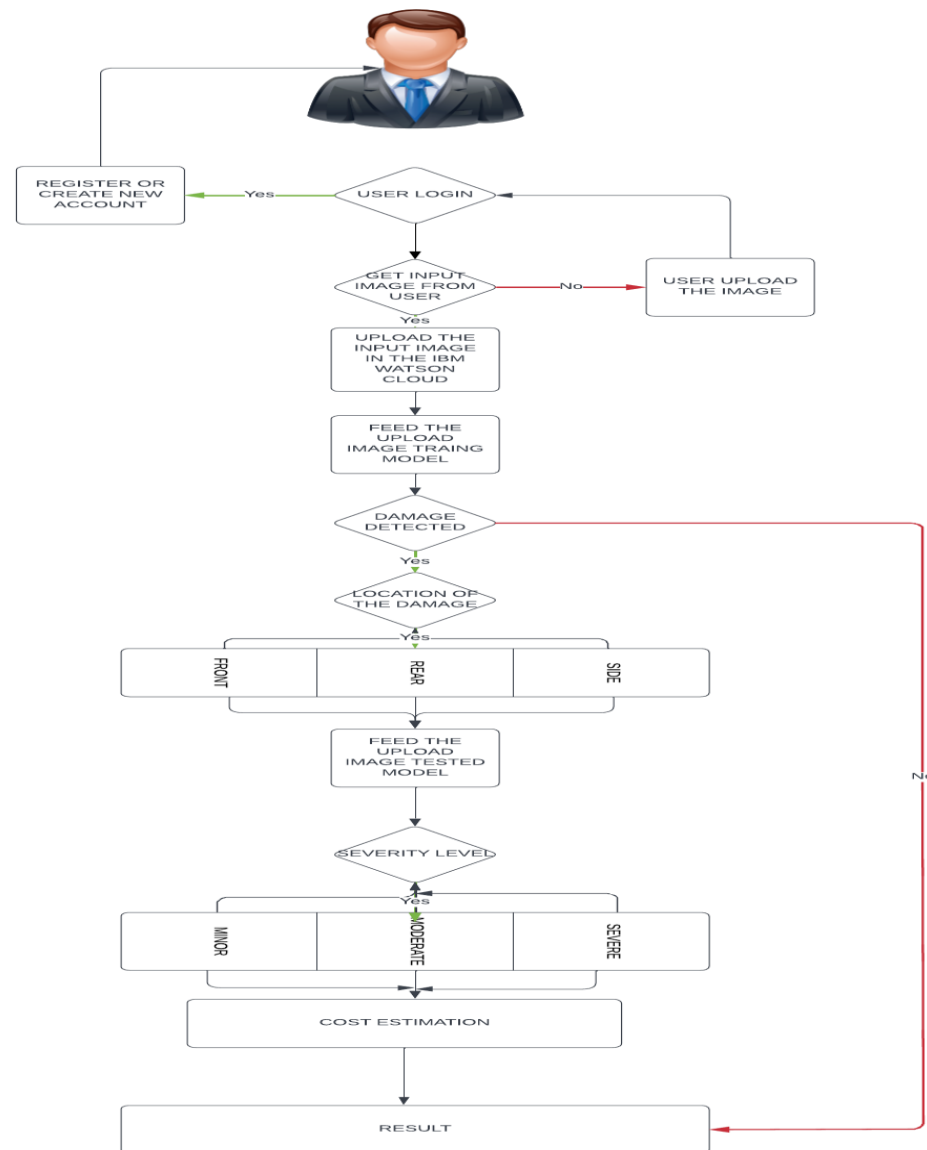 REGISTER OR
CREATE NEW
ACCOUNT
Yes
USER LOGIN
GET INPUT
IMAGE FROM
USER
No
USER UPLOAD
THE IMAGE
Yes
UPLOAD THE
INPUT IMAGE
IN THE IBM
WATSON
CLOUD
FEED THE
UPLOAD
IMAGE TRAING
MODEL
DAMAGE
DETECTED
Yes
LOCATION OF
THE DAMAGE
Yes
FRONT
REAR
SIDE
FEED THE
UPLOAD
IMAGE TESTED
MODEL
SEVERITY LEVEL
Yes
MINOR
MODERATE
SEVERE
COST ESTIMATION
RESULT